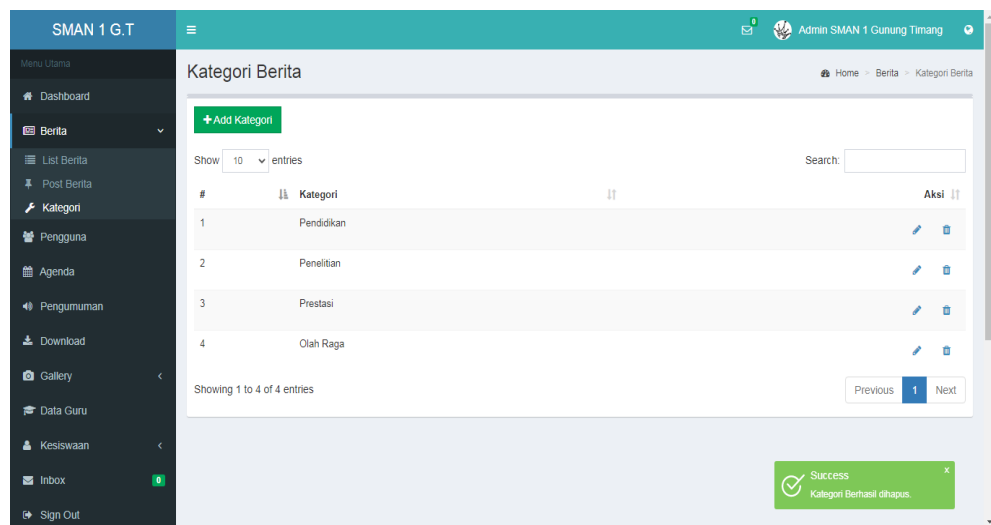 SMAN 1 G.T
0
Admin SMAN 1 Gunung Timang
Menu Utama
Dashboard
Berita
List Berita
Post Berita
Kategori
Pengguna
Agenda
Pengumuman
Download
Gallery
Data Guru
Kesiswaan
Inbox 0
Sign Out
Kategori Berita
Home > Berita > Kategori Berita
+ Add Kategori
Show 10 entries
Search:
# Kategori Aksi
1 Pendidikan
2 Penelitian
3 Prestasi
4 Olah Raga
Showing 1 to 4 of 4 entries
Previous 1 Next
Success x
Kategori Berhasil dihapus.